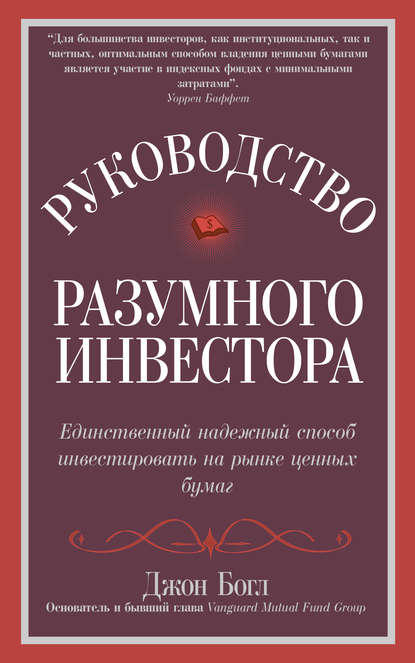 “Для большинства инвесторов, как институциональных, так и
частных, оптимальным способом владения ценными бумагами
является участие в индексных фондах с минимальными
затратами”.
Уоррен Баффет
РУКОВОДСТВО
$
РАЗУМНОГО
ИНВЕСТОРА
Единственный надежный способ
инвестировать на рынке ценных
бумаг
Джон Богл
Основатель и бывший глава Vanguard Mutual Fund Group